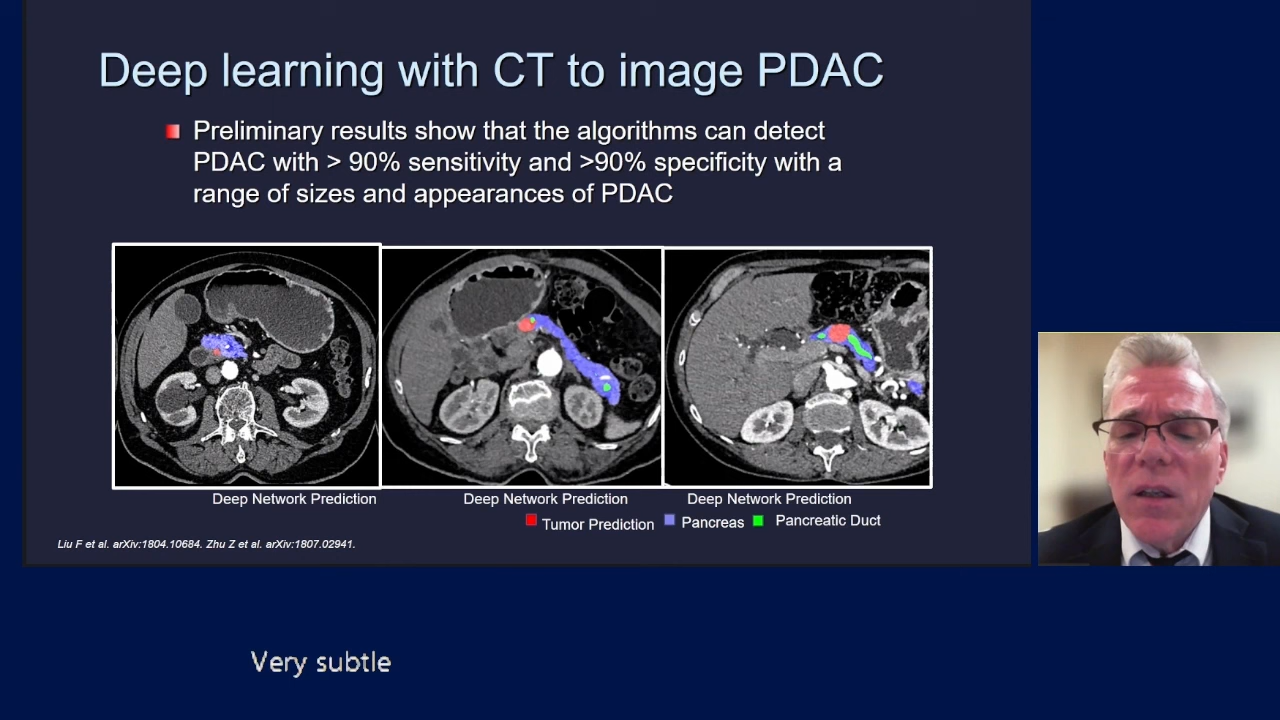 Deep learning with CT to image PDAC
Preliminary results show that the algorithms can detect
PDAC with > 90% sensitivity and >90% specificity with a
range of sizes and appearances of PDAC
Deep Network Prediction
Deep Network Prediction
Deep Network Prediction
Tumor Prediction
Pancreas
Pancreatic Duct
Liu F et al. arXiv:1804.10684. Zhu Z et al. arXiv:1807.02941.
Very subtle